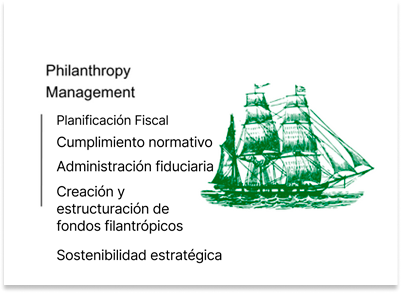 Philanthropy
Management
Planificación Fiscal
Cumplimiento normativo
Administración fiduciaria
Creación y
estructuración de
fondos filantrópicos
Sostenibilidad estratégica